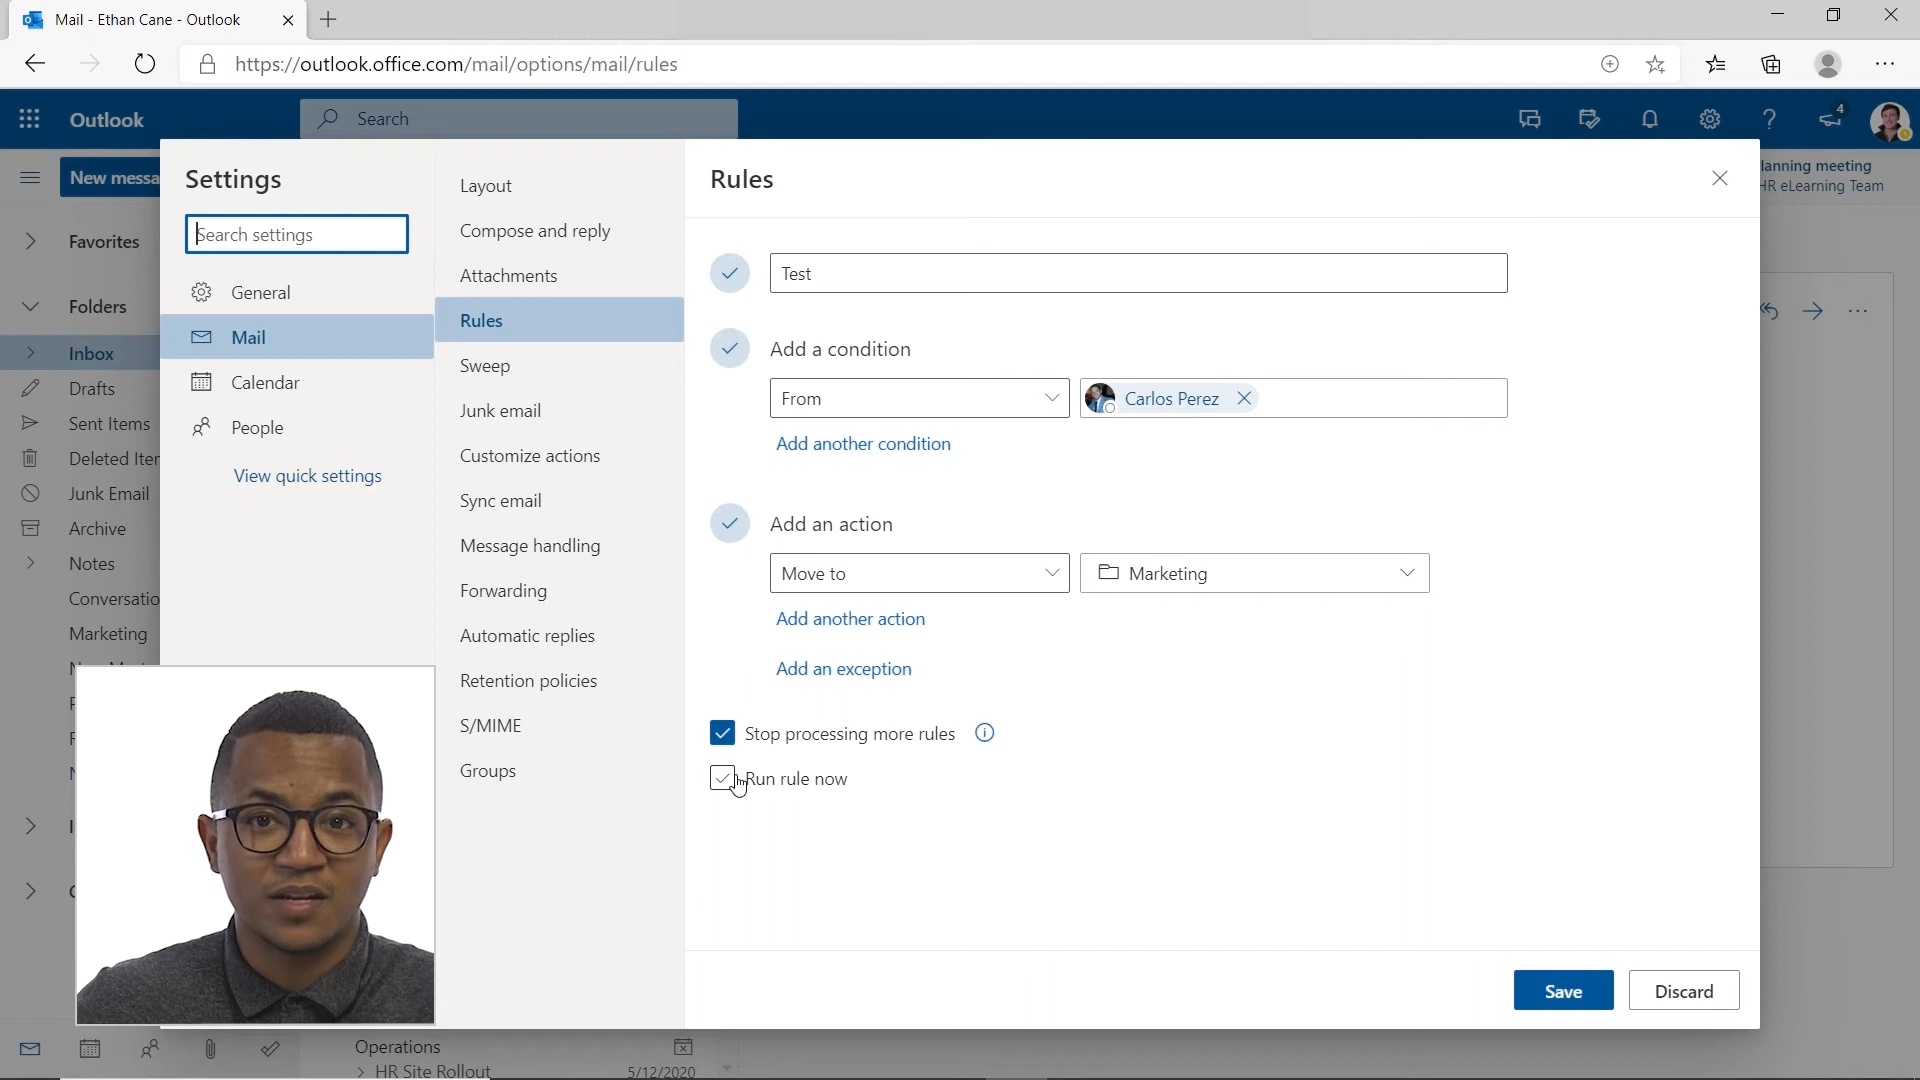 Mail - Ethan Cane - Outlook
https://outlook.office.com/mail/options/mail/rules
Outlook
Search
4
New messa
lanning meeting
HR eLearning Team
Favorites
Folders
Inbox
Drafts
Sent Items
Deleted Iter
Junk Email
Archive
Notes
Conversatio
Marketing
Settings
Search settings
General
Mail
Calendar
People
View quick settings
Layout
Compose and reply
Attachments
Rules
Sweep
Junk email
Customize actions
Sync email
Message handling
Forwarding
Automatic replies
Retention policies
S/MIME
Groups
Rules
Test
Add a condition
From
Carlos Perez
Add another condition
Add an action
Move to
Marketing
Add another action
Add an exception
Stop processing more rules
Run rule now
Save
Discard
Operations
HR Site Rollout
5/12/2020